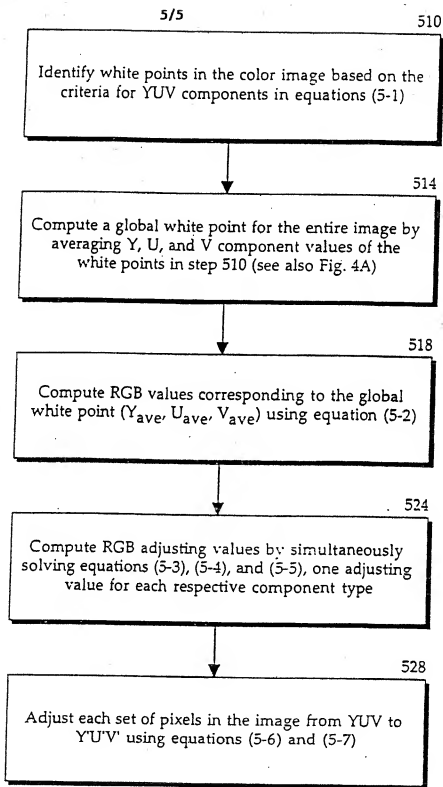 5/5
510
Identify white points in the color image based on the
criteria for YUV components in equations (5-1)
514
Compute a global white point for the entire image by
averaging Y, U, and V component values of the
white points in step 510 (see also Fig. 4A)
518
Compute RGB values corresponding to the global
white point (Yave, Uave, Vave) using equation (5-2)
524
Compute RGB adjusting values by simultaneously
solving equations (5-3), (5-4), and (5-5), one adjusting
value for each respective component type
528
Adjust each set of pixels in the image from YUV to
Y'U'V' using equations (5-6) and (5-7)